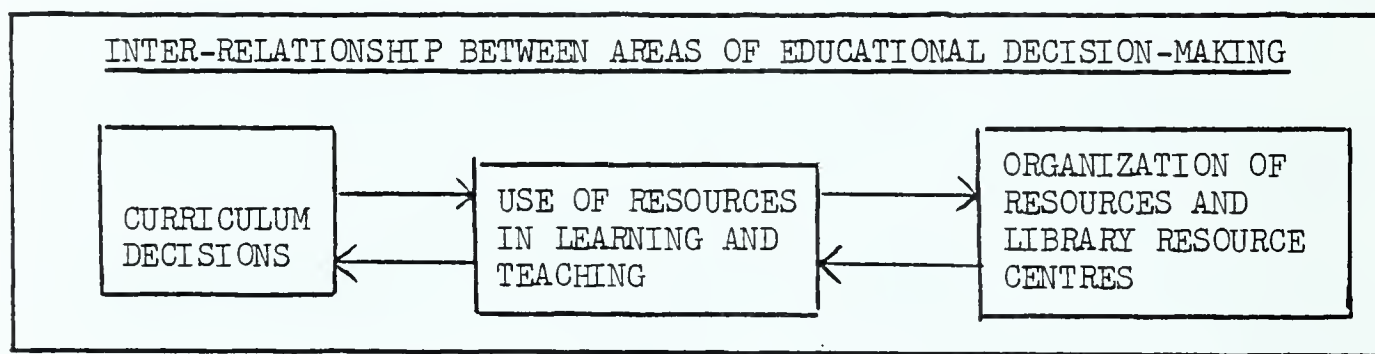 INTER-RELATIONSHIP BETWEEN AREAS OF EDUCATIONAL DECISION-MAKING
CURRICULUM
DECISIONS
USE OF RESOURCES
IN LEARNING AND
TEACHING
ORGANIZATION OF
RESOURCES AND
LIBRARY RESOURCE
CENTRES